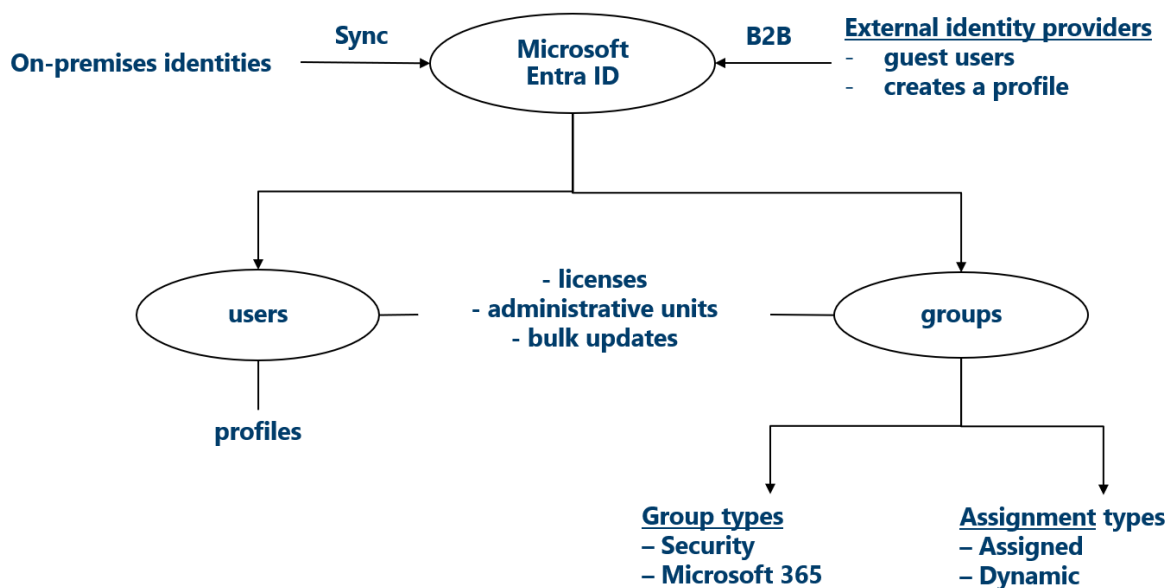 Sync
Microsoft
Entra ID
B2B
External identity providers
- guest users
- creates a profile
On-premises identities
users
- licenses
- administrative units
- bulk updates
groups
profiles
Group types
– Security
– Microsoft 365
Assignment types
– Assigned
– Dynamic